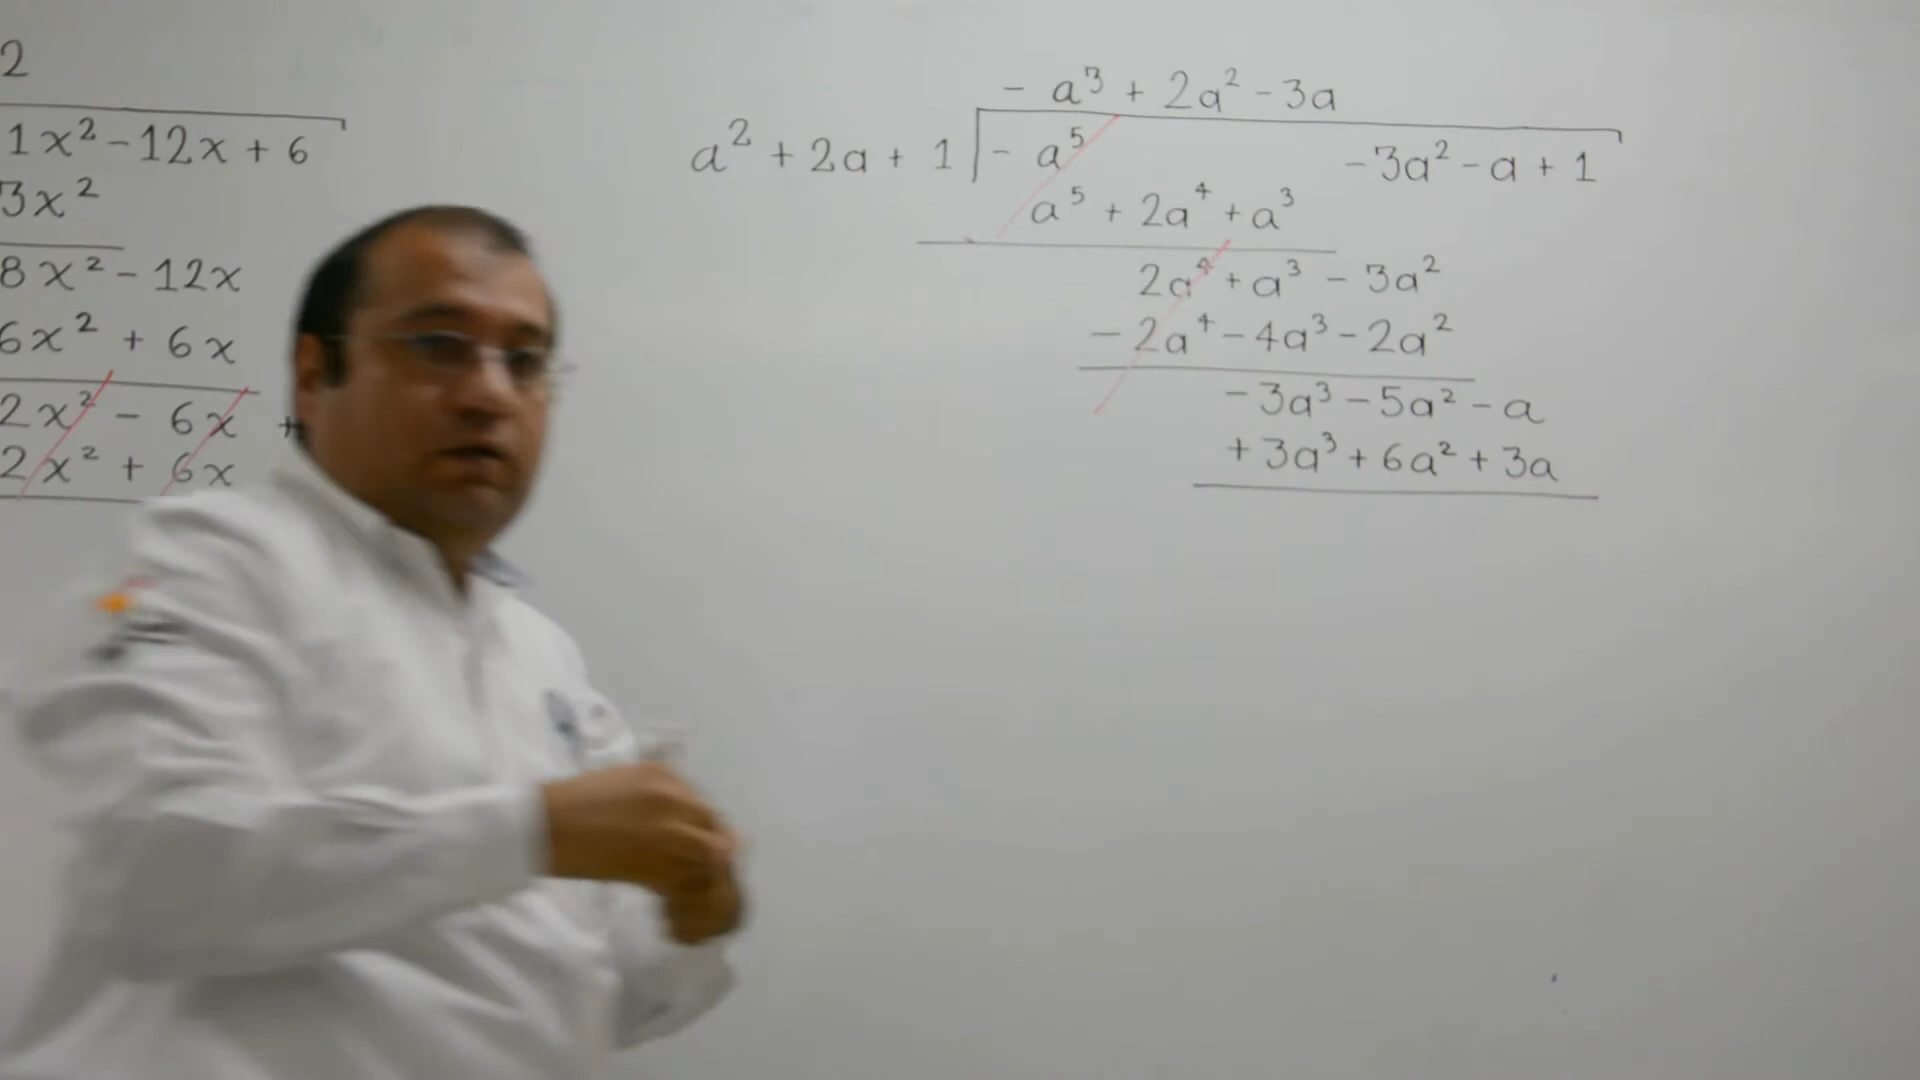 2
1x² - 12x + 6
3x²
8x² - 12x
6x² + 6x
2x² - 6x +
2x² + 6x
- a³ + 2a² - 3a
a² + 2a + 1 - a⁵ - 3a² - a + 1
a⁵ + 2a⁴ + a³
2a⁴ + a³ - 3a²
- 2a⁴ - 4a³ - 2a²
- 3a³ - 5a² - a
+ 3a³ + 6a² + 3a